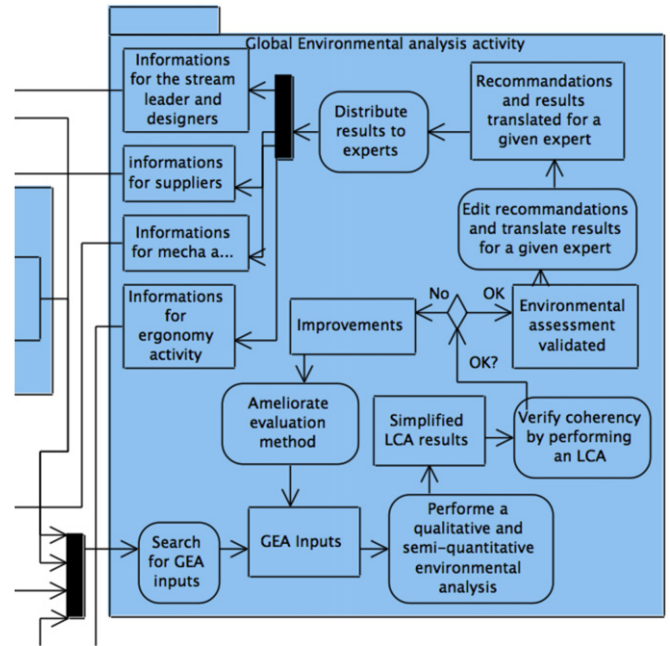 Global Environmental analysis activity
Informations
for the stream
leader and
designers
Distribute
results to
experts
Recommandations
and results
translated for a
given expert
informations
for suppliers
Edit recommandations
and translate results
for a given expert
Informations
for mecha a...
Informations
for
ergonomy
activity
Improvements
No
OK
Environmental
assessment
validated
OK?
Ameliorate
evaluation
method
Simplified
LCA results
Verify coherency
by performing
an LCA
Search
for GEA
inputs
GEA Inputs
Performe a
qualitative and
semi-quantitative
environmental
analysis